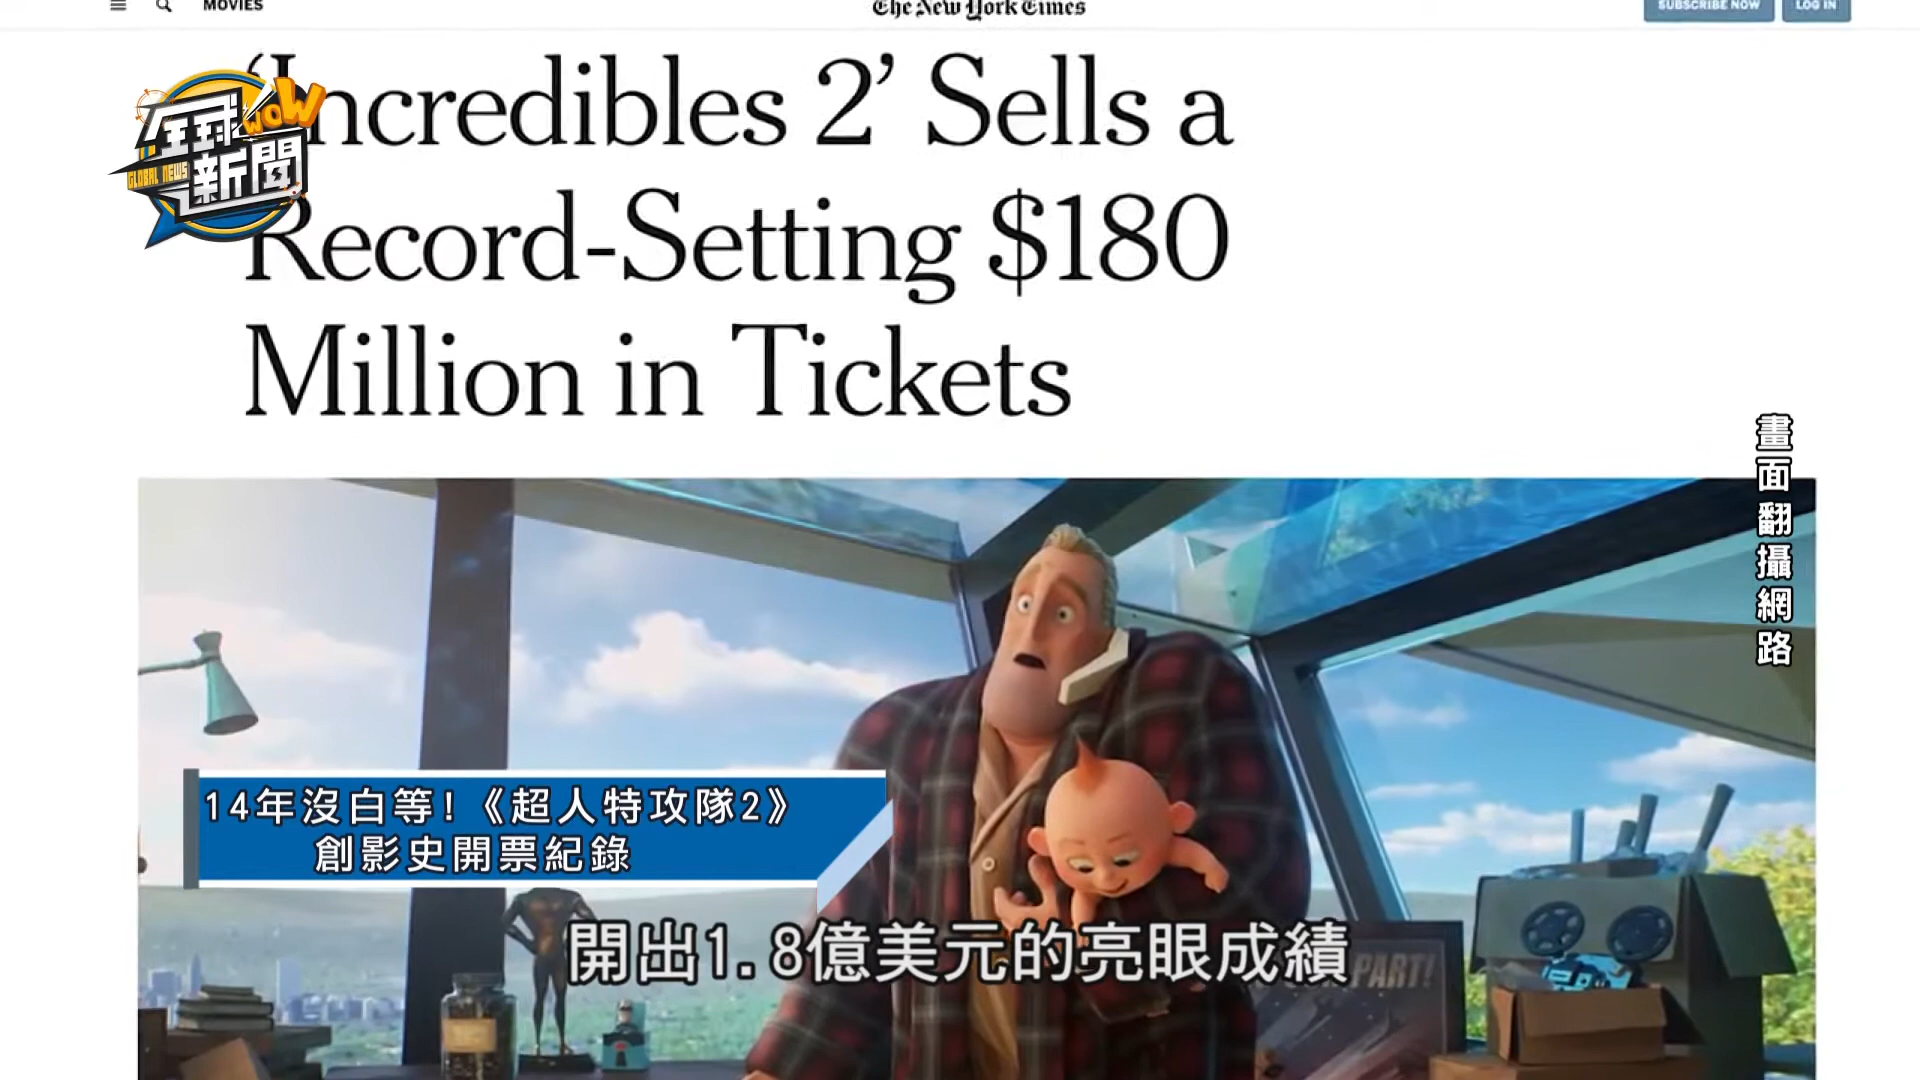 MOVIES
The New York Times
SUBSCRIBE NOW
LOG IN
‘Incredibles 2’ Sells a
Record-Setting $180
Million in Tickets
全球
WOW
GLOBAL NEWS
新聞
畫面翻攝網路
14年沒白等!《超人特攻隊2》
創影史開票紀錄
開出1.8億美元的亮眼成績
PART!